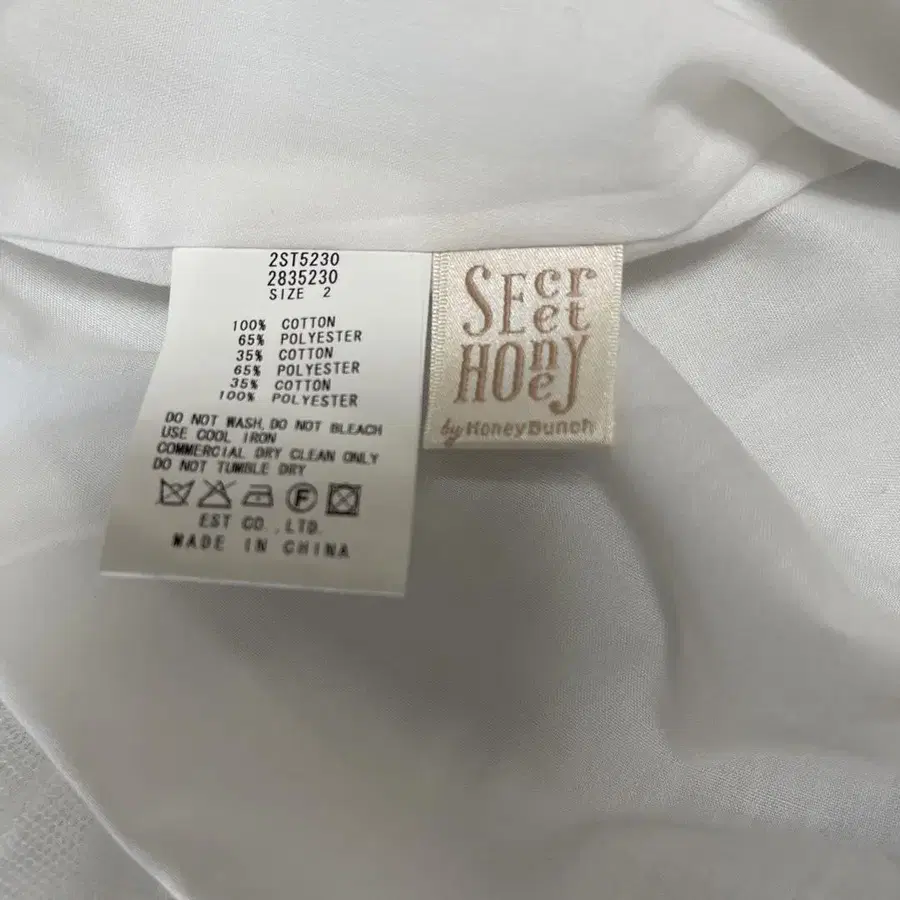 2ST5230
2835230
SIZE 2
100% COTTON
65% POLYESTER
35% COTTON
65% POLYESTER
35% COTTON
100% POLYESTER
DO NOT WASH, DO NOT BLEACH
USE COOL IRON
COMMERCIAL DRY CLEAN ONLY
DO NOT TUMBLE DRY
F
EST CO.,LTD.
MADE IN CHINA
SEcret
HOneY
by HoneyBunch